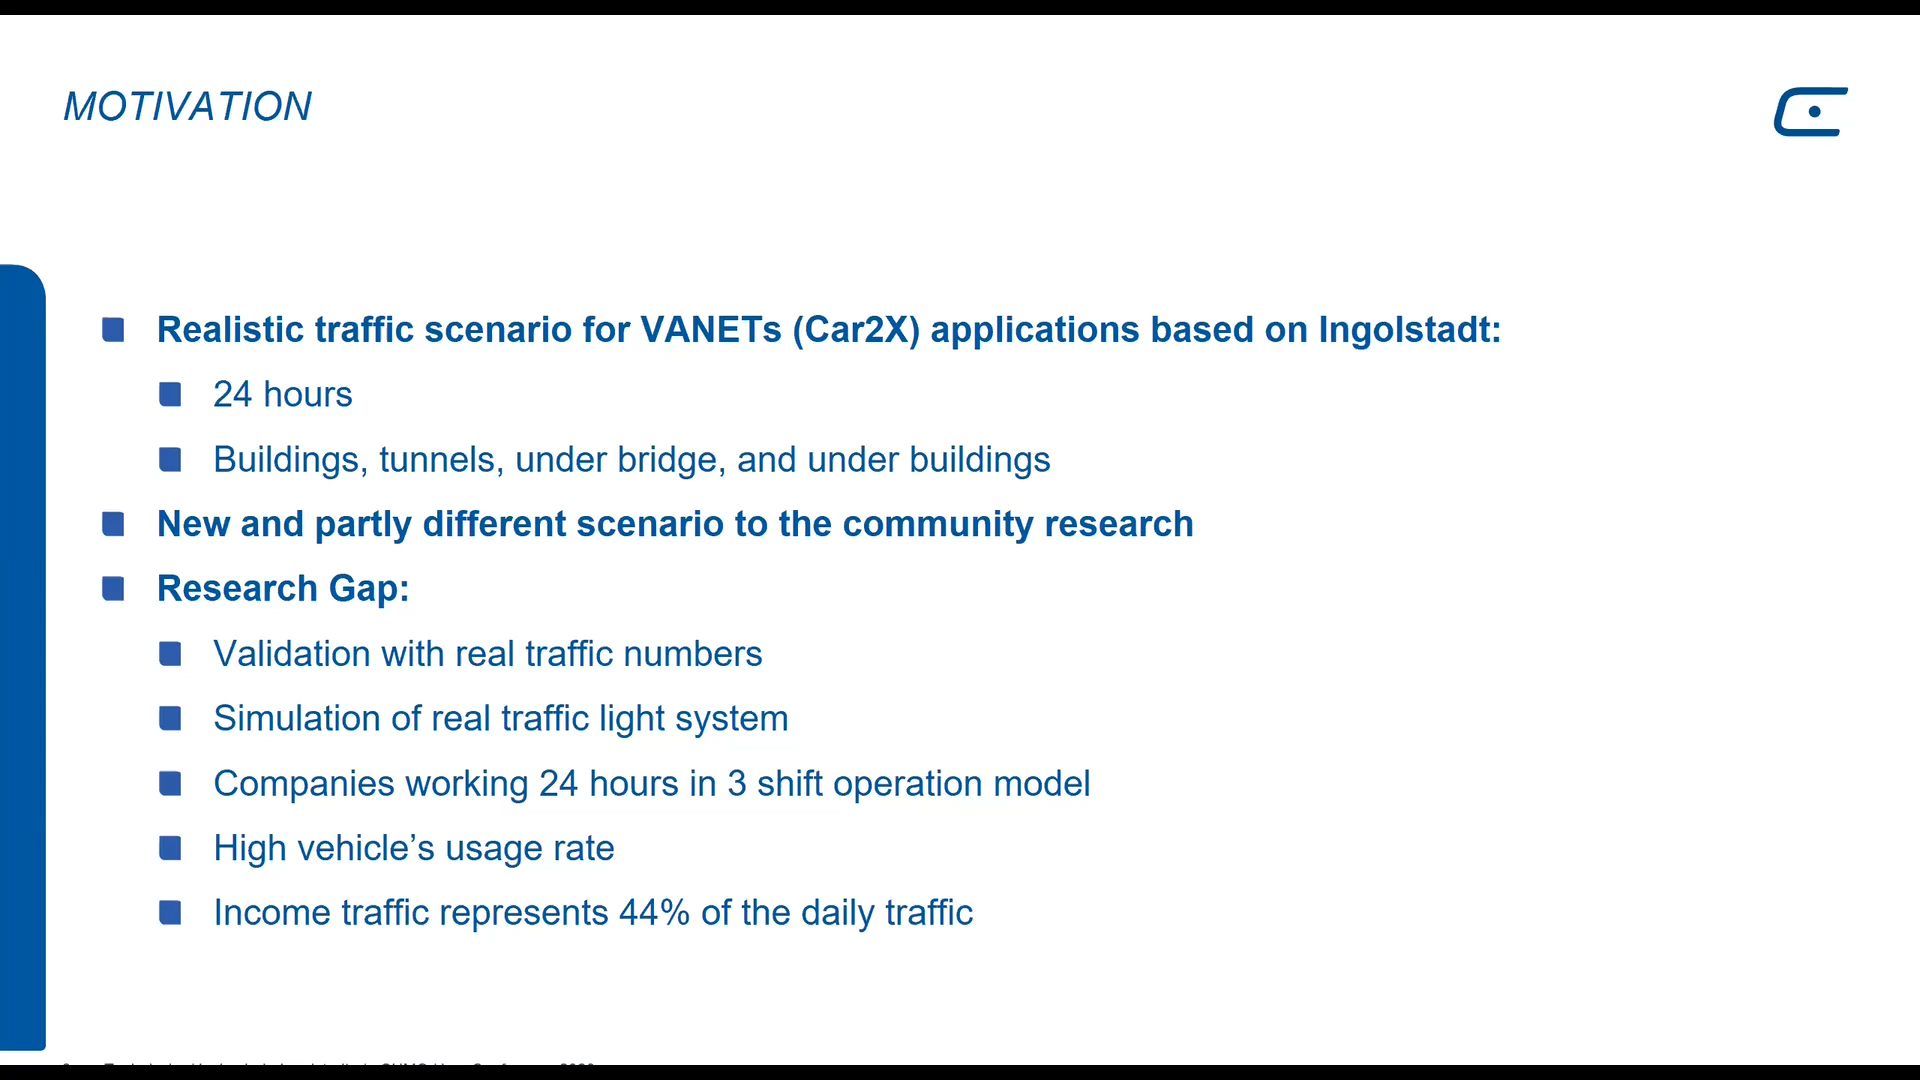 MOTIVATION
Realistic traffic scenario for VANETs (Car2X) applications based on Ingolstadt:
24 hours
Buildings, tunnels, under bridge, and under buildings
New and partly different scenario to the community research
Research Gap:
Validation with real traffic numbers
Simulation of real traffic light system
Companies working 24 hours in 3 shift operation model
High vehicle’s usage rate
Income traffic represents 44% of the daily traffic